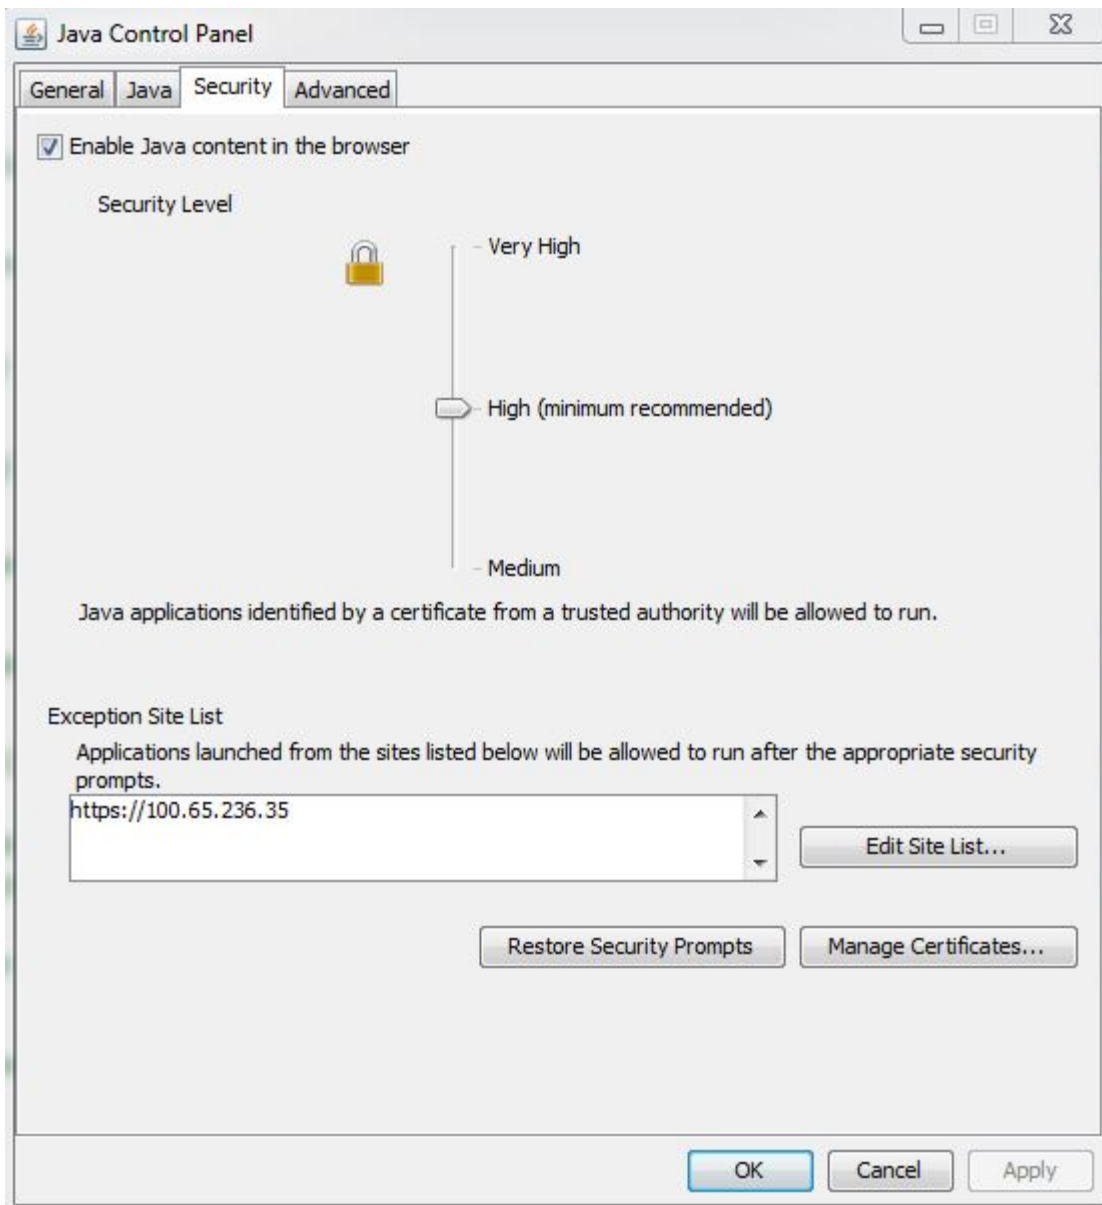 Java Control Panel
General Java Security Advanced
Enable Java content in the browser
Security Level
Very High
High (minimum recommended)
Medium
Java applications identified by a certificate from a trusted authority will be allowed to run.
Exception Site List
Applications launched from the sites listed below will be allowed to run after the appropriate security
prompts.
https://100.65.236.35
Edit Site List...
Restore Security Prompts Manage Certificates...
OK Cancel Apply